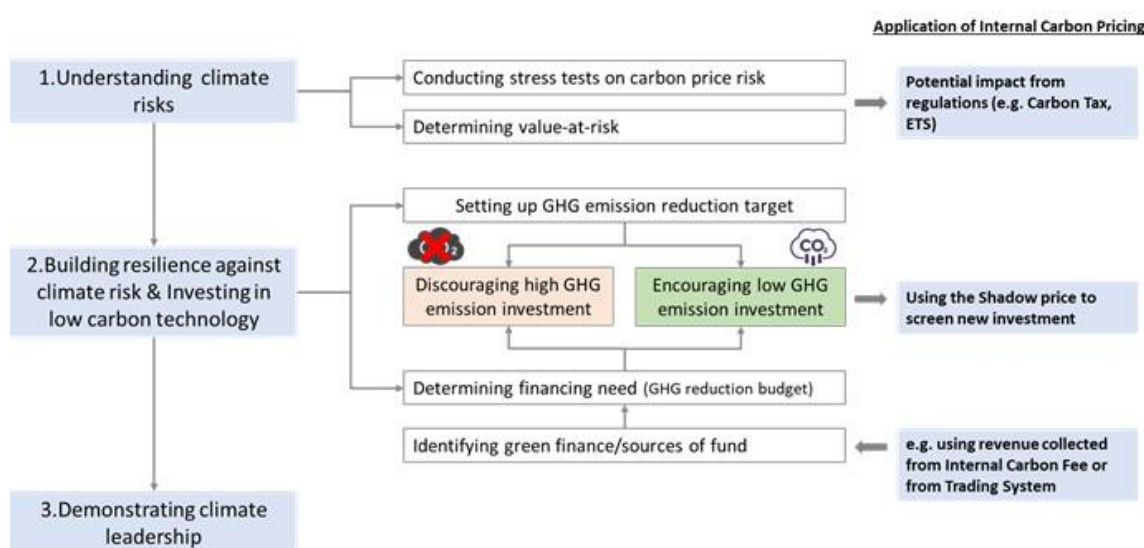 Application of Internal Carbon Pricing
1.Understanding climate
risks
Conducting stress tests on carbon price risk
Determining value-at-risk
Potential impact from
regulations (e.g. Carbon Tax,
ETS)
Setting up GHG emission reduction target
CO2
CO2
2.Building resilience against
climate risk & Investing in
low carbon technology
Discouraging high GHG
emission investment
Encouraging low GHG
emission investment
Using the Shadow price to
screen new investment
Determining financing need (GHG reduction budget)
Identifying green finance/sources of fund
e.g. using revenue collected
from Internal Carbon Fee or
from Trading System
3.Demonstrating climate
leadership